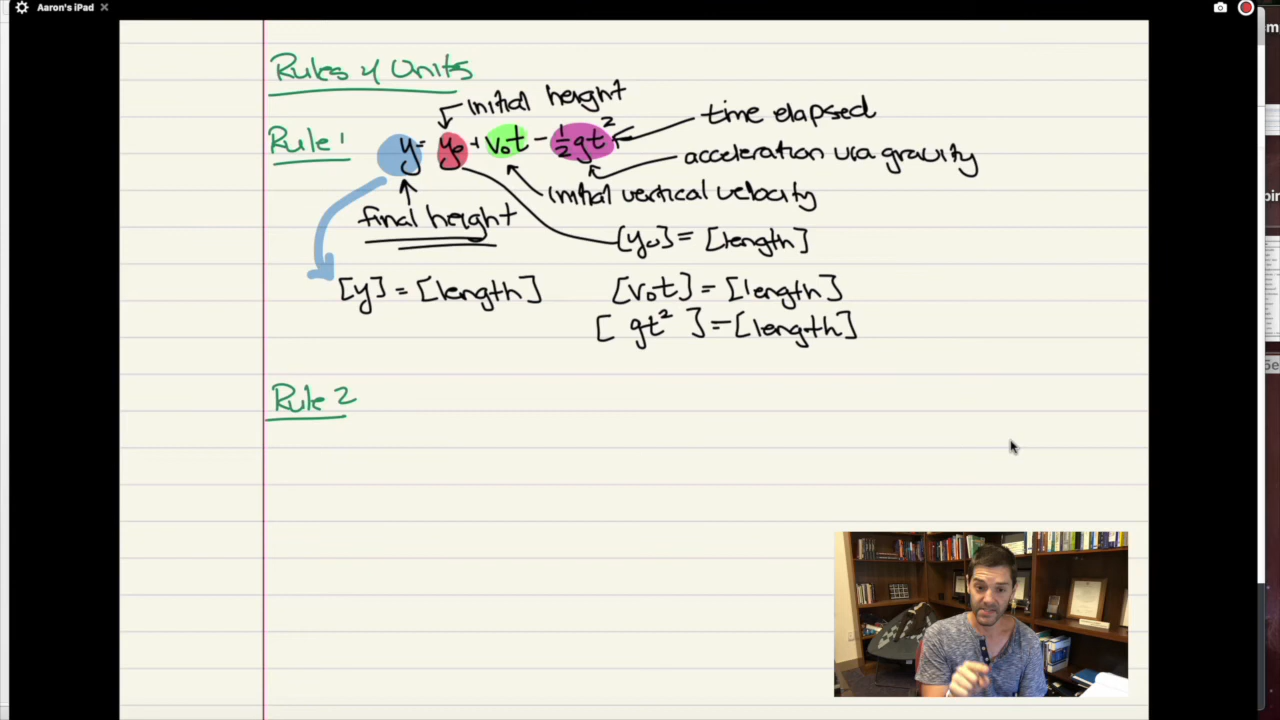 Aaron's iPad
Rules of Units
initial height
time elapsed
Rule 1 y = y₀ + v₀t - ½gt²
acceleration via gravity
initial vertical velocity
final height
[y₀] = [length]
[y] = [length] [v₀t] = [length]
[gt²] = [length]
Rule 2